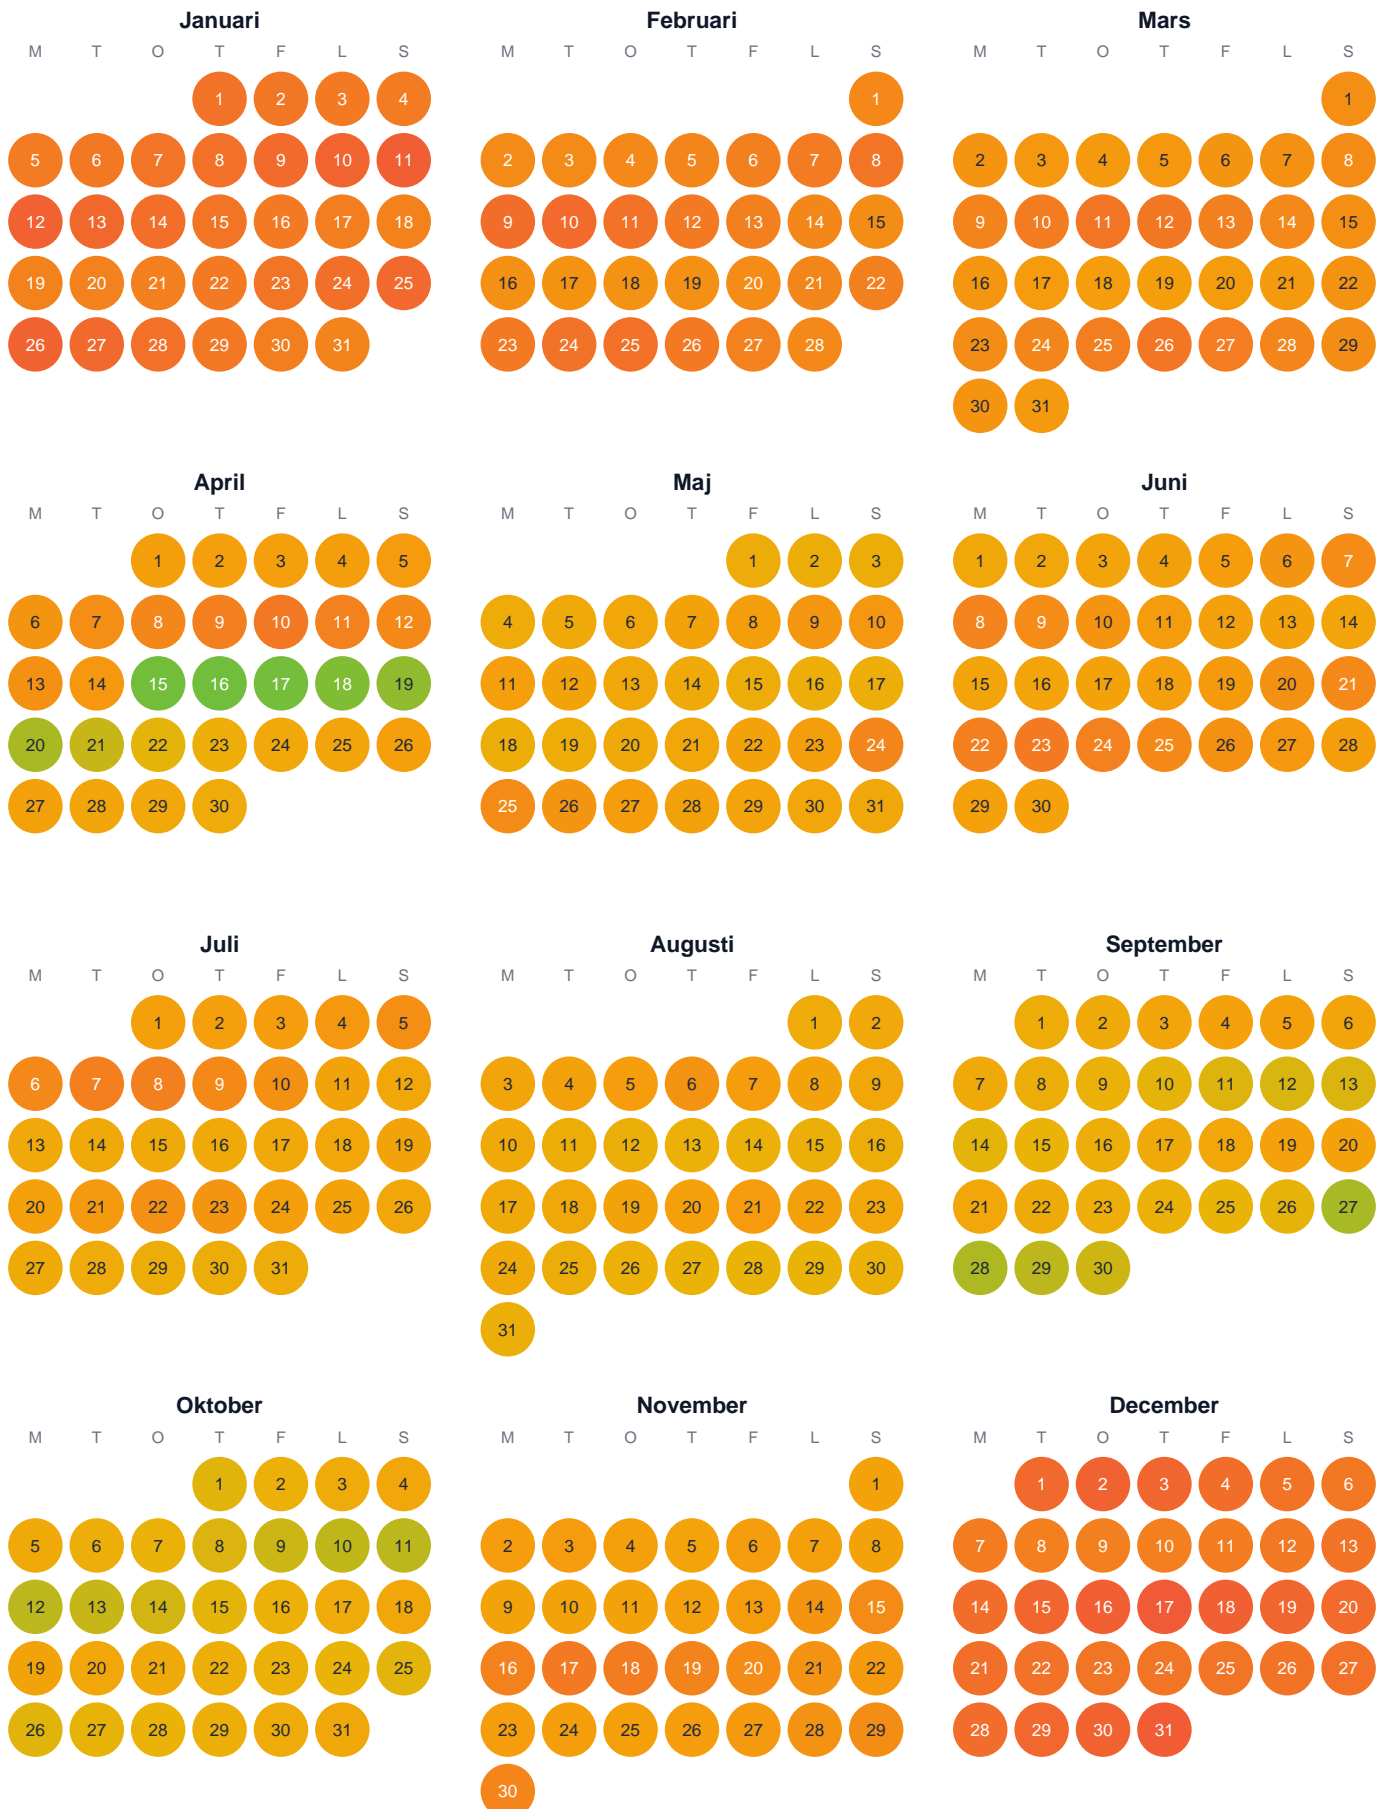 Januari Februari Mars
M T O T F L S M T O T F L S M T O T F L S
1 2 3 4 1 1
5 6 7 8 9 10 11 2 3 4 5 6 7 8 2 3 4 5 6 7 8
12 13 14 15 16 17 18 9 10 11 12 13 14 15 9 10 11 12 13 14 15
19 20 21 22 23 24 25 16 17 18 19 20 21 22 16 17 18 19 20 21 22
26 27 28 29 30 31 23 24 25 26 27 28 23 24 25 26 27 28 29
30 31
April Maj Juni
M T O T F L S M T O T F L S M T O T F L S
1 2 3 4 5 1 2 3 1 2 3 4 5 6 7
6 7 8 9 10 11 12 4 5 6 7 8 9 10 8 9 10 11 12 13 14
13 14 15 16 17 18 19 11 12 13 14 15 16 17 15 16 17 18 19 20 21
20 21 22 23 24 25 26 18 19 20 21 22 23 24 22 23 24 25 26 27 28
27 28 29 30 25 26 27 28 29 30 31 29 30
Juli Augusti September
M T O T F L S M T O T F L S M T O T F L S
1 2 3 4 5 1 2 1 2 3 4 5 6
6 7 8 9 10 11 12 3 4 5 6 7 8 9 7 8 9 10 11 12 13
13 14 15 16 17 18 19 10 11 12 13 14 15 16 14 15 16 17 18 19 20
20 21 22 23 24 25 26 17 18 19 20 21 22 23 21 22 23 24 25 26 27
27 28 29 30 31 24 25 26 27 28 29 30 28 29 30
31
Oktober November December
M T O T F L S M T O T F L S M T O T F L S
1 2 3 4 1 1 2 3 4 5 6
5 6 7 8 9 10 11 2 3 4 5 6 7 8 7 8 9 10 11 12 13
12 13 14 15 16 17 18 9 10 11 12 13 14 15 14 15 16 17 18 19 20
19 20 21 22 23 24 25 16 17 18 19 20 21 22 21 22 23 24 25 26 27
26 27 28 29 30 31 23 24 25 26 27 28 29 28 29 30 31
30